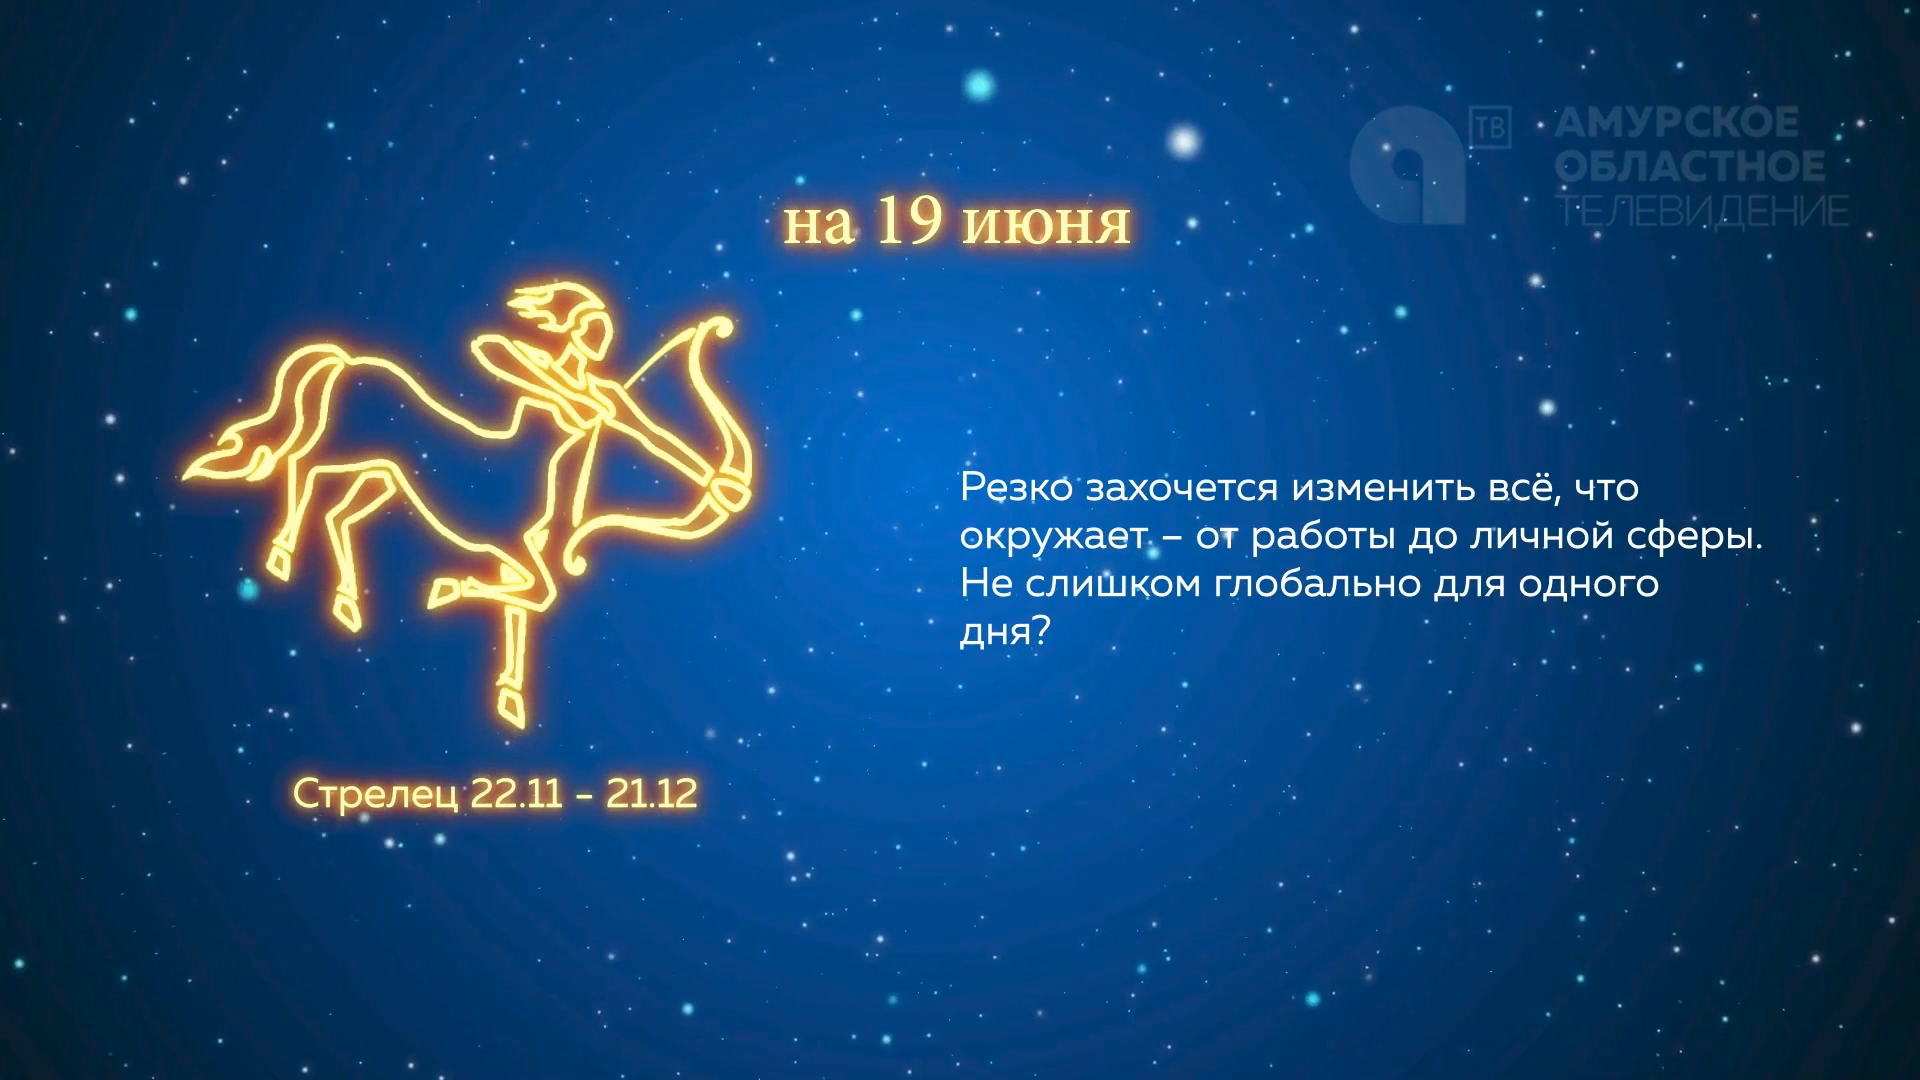 ТВ
АМУРСКОЕ
ОБЛАСТНОЕ
ТЕЛЕВИДЕНИЕ
на 19 июня
Резко захочется изменить всё, что
окружает – от работы до личной сферы.
Не слишком глобально для одного
дня?
Стрелец 22.11 - 21.12